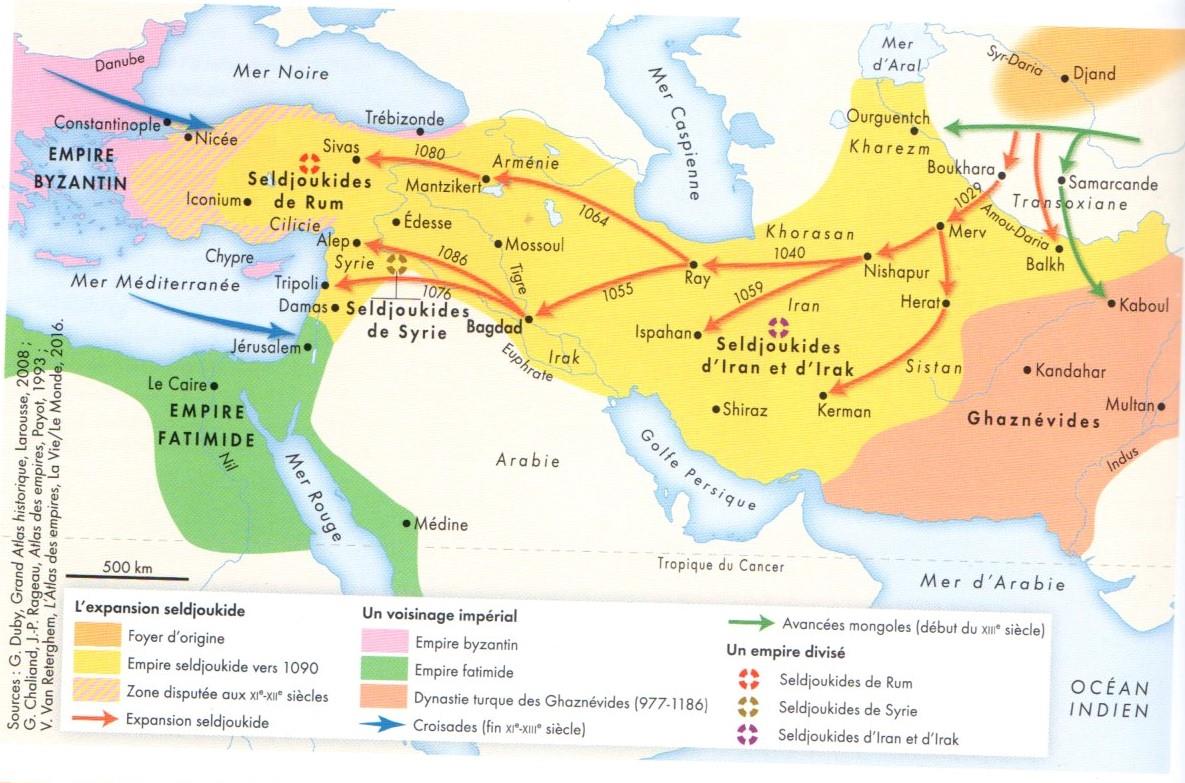 Danube
Mer Noire
Mer
d'Aral
Syr-Daria
Djand
Mer Caspienne
Constantinople
Nicée
Trébizonde
Ourguentch
Kharezm
EMPIRE
BYZANTIN
Sivas
1080
Arménie
Boukhara
Samarcande
Transoxiane
Seldjoukides
de Rum
Mantzikert
1029
Iconium
Cilicie
Édesse
1064
Khorasan
Merv
Amou-Daria
Balkh
Alep
Mossoul
1040
Nishapur
Chypre
Syrie
1086
Tigre
Ray
Mer Méditerranée
Tripoli
1076
1055
1059
Iran
Herat
Kaboul
Damas
Seldjoukides
de Syrie
Bagdad
Ispahan
Seldjoukides
d'Iran et d'Irak
Jérusalem
Euphrate
Irak
Sistan
Kandahar
Le Caire
Shiraz
Kerman
Multan
EMPIRE
FATIMIDE
Ghaznévides
Nil
Mer Rouge
Arabie
Golfe Persique
Indus
Médine
Tropique du Cancer
Mer d'Arabie
500 km
OCÉAN
INDIEN
L'expansion seldjoukide
Foyer d'origine
Empire seldjoukide vers 1090
Zone disputée aux XIe-XIIe siècles
Expansion seldjoukide
Un voisinage impérial
Empire byzantin
Empire fatimide
Dynastie turque des Ghaznévides (977-1186)
Croisades (fin XIe-XIIIe siècle)
Avancées mongoles (début du XIIIe siècle)
Un empire divisé
Seldjoukides de Rum
Seldjoukides de Syrie
Seldjoukides d'Iran et d'Irak
Sources : G. Duby, Grand Atlas historique, Larousse, 2008 ;
G. Chaliand, J.-P. Rageau, Atlas des empires, Payot, 1993 ;
V. Van Reterghem, L'Atlas des empires, La Vie/Le Monde, 2016.